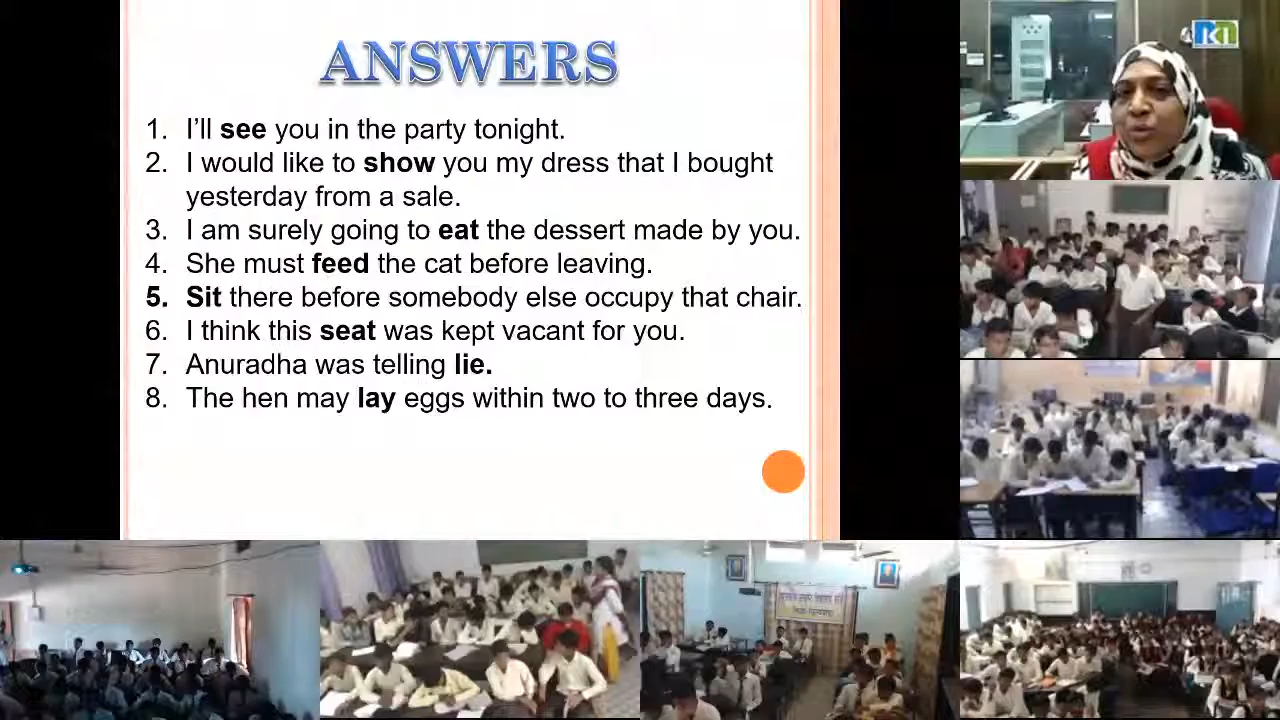 ANSWERS
1. I'll see you in the party tonight.
2. I would like to show you my dress that I bought
yesterday from a sale.
3. I am surely going to eat the dessert made by you.
4. She must feed the cat before leaving.
5. Sit there before somebody else occupy that chair.
6. I think this seat was kept vacant for you.
7. Anuradha was telling lie.
8. The hen may lay eggs within two to three days.